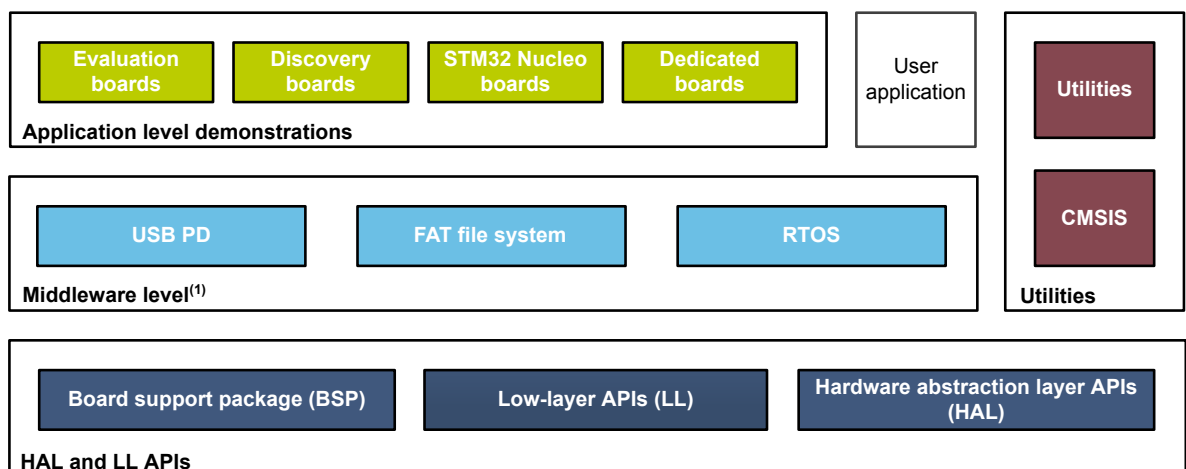 Evaluation boards
Discovery boards
STM32 Nucleo boards
Dedicated boards
Application level demonstrations
User application
Utilities
CMSIS
Utilities
USB PD
FAT file system
RTOS
Middleware level(1)
Board support package (BSP)
Low-layer APIs (LL)
Hardware abstraction layer APIs (HAL)
HAL and LL APIs